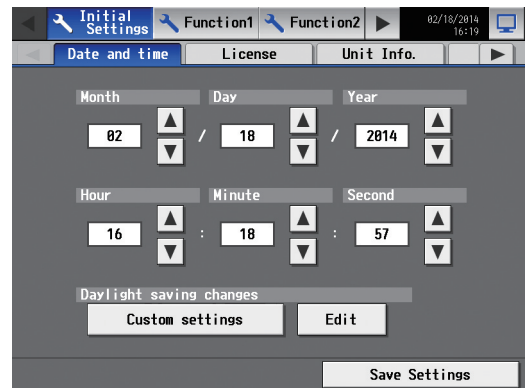 Initial Settings Function1 Function2 02/18/2014 16:19
Date and time License Unit Info.
Month Day Year
02 / 18 / 2014
Hour Minute Second
16 : 18 : 57
Daylight saving changes
Custom settings Edit
Save Settings